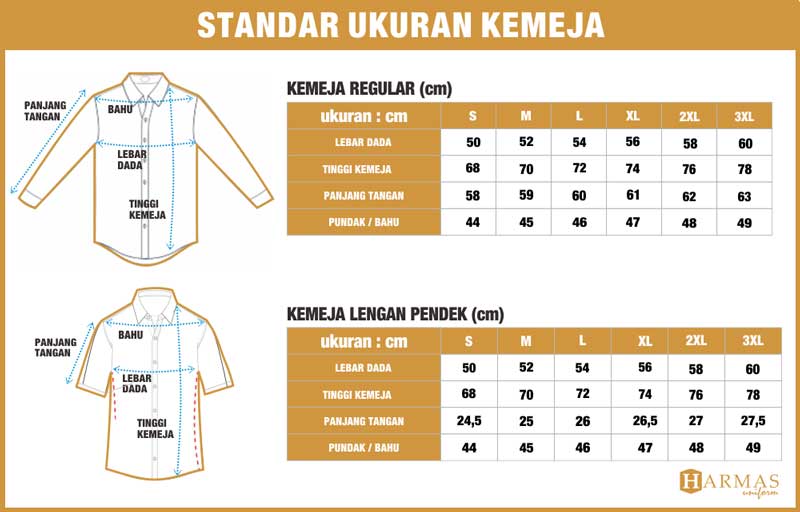 STANDAR UKURAN KEMEJA
PANJANG
TANGAN
BAHU
LEBAR
DADA
TINGGI
KEMEJA
KEMEJA REGULAR (cm)
ukuran : cm S M L XL 2XL 3XL
LEBAR DADA 50 52 54 56 58 60
TINGGI KEMEJA 68 70 72 74 76 78
PANJANG TANGAN 58 59 60 61 62 63
PUNDAK / BAHU 44 45 46 47 48 49
PANJANG
TANGAN
BAHU
LEBAR
DADA
TINGGI
KEMEJA
KEMEJA LENGAN PENDEK (cm)
ukuran : cm S M L XL 2XL 3XL
LEBAR DADA 50 52 54 56 58 60
TINGGI KEMEJA 68 70 72 74 76 78
PANJANG TANGAN 24,5 25 26 26,5 27 27,5
PUNDAK / BAHU 44 45 46 47 48 49
HARMAS
uniform